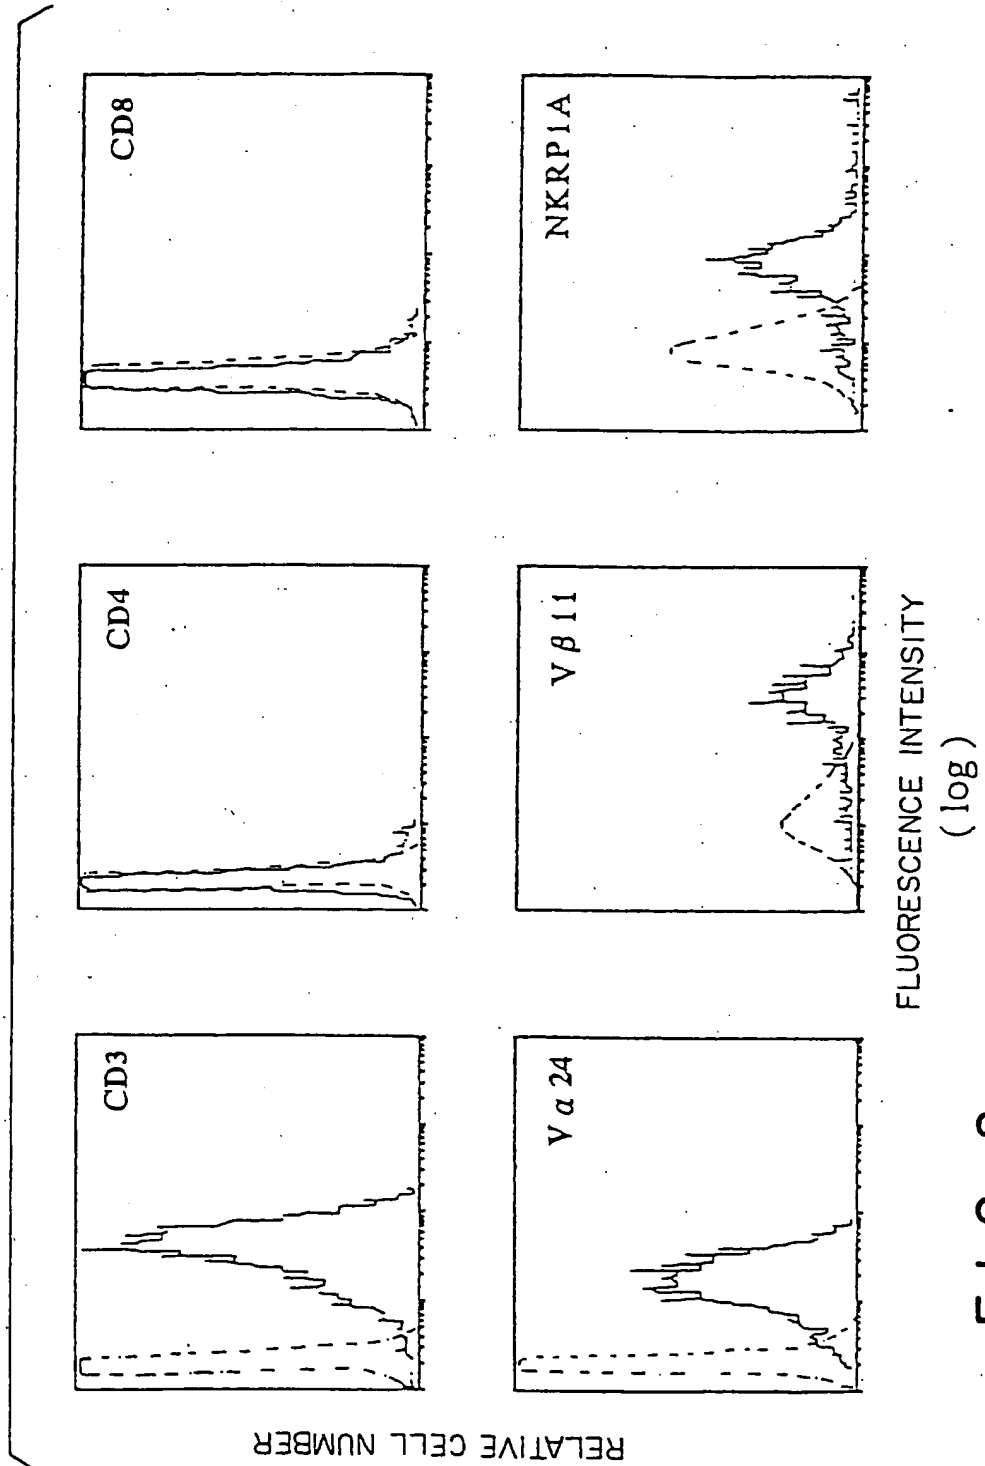 CD3
CD4
CD8
Vα24
Vβ11
NKRP1A
RELATIVE CELL NUMBER
FLUORESCENCE INTENSITY
(log)